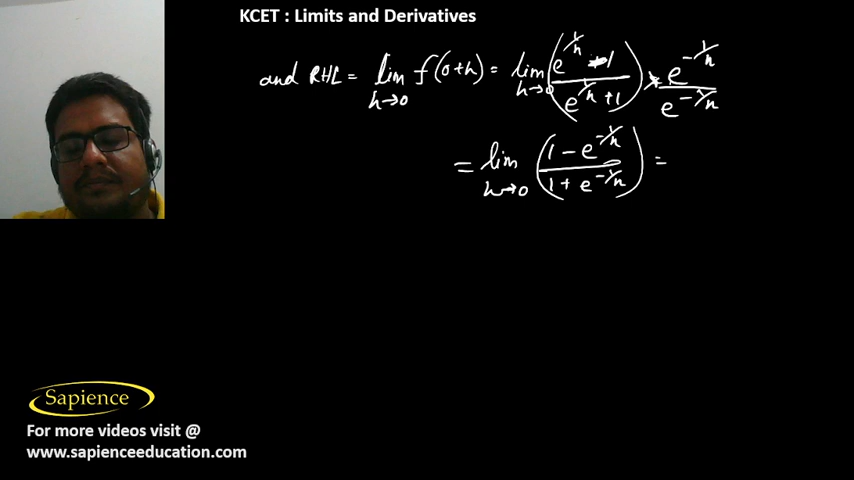 KCET : Limits and Derivatives
and RHL = lim h→0 f(0+h) = lim h→0 (e^1/h - 1 / e^1/h + 1) × e^-1/h / e^-1/h
= lim h→0 (1 - e^-1/h / 1 + e^-1/h) =
Sapience
For more videos visit @
www.sapienceeducation.com